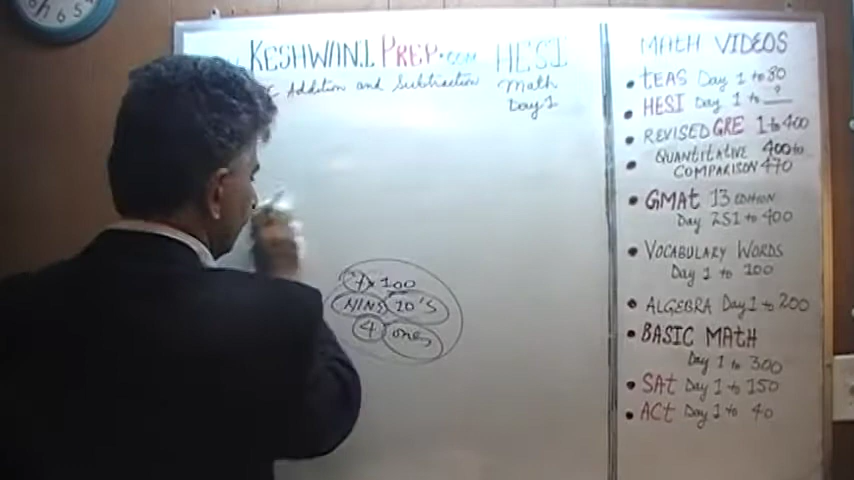 KESHWANI PREP.COM
Addition and Subtraction
HESI
Math
Day 1
7 x 100
NINE 10'S
4 ones
MATH VIDEOS
• TEAS Day 1 to 80
• HESI Day 1 to ?
• REVISED GRE 1 to 400
• QUANTITATIVE 400 to
COMPARISON 470
• GMAT 13 EDITION
Day 251 to 400
• VOCABULARY WORDS
Day 1 to 100
• ALGEBRA Day 1 to 200
• BASIC MATH
Day 1 to 300
• SAT Day 1 to 150
• ACT Day 1 to 40